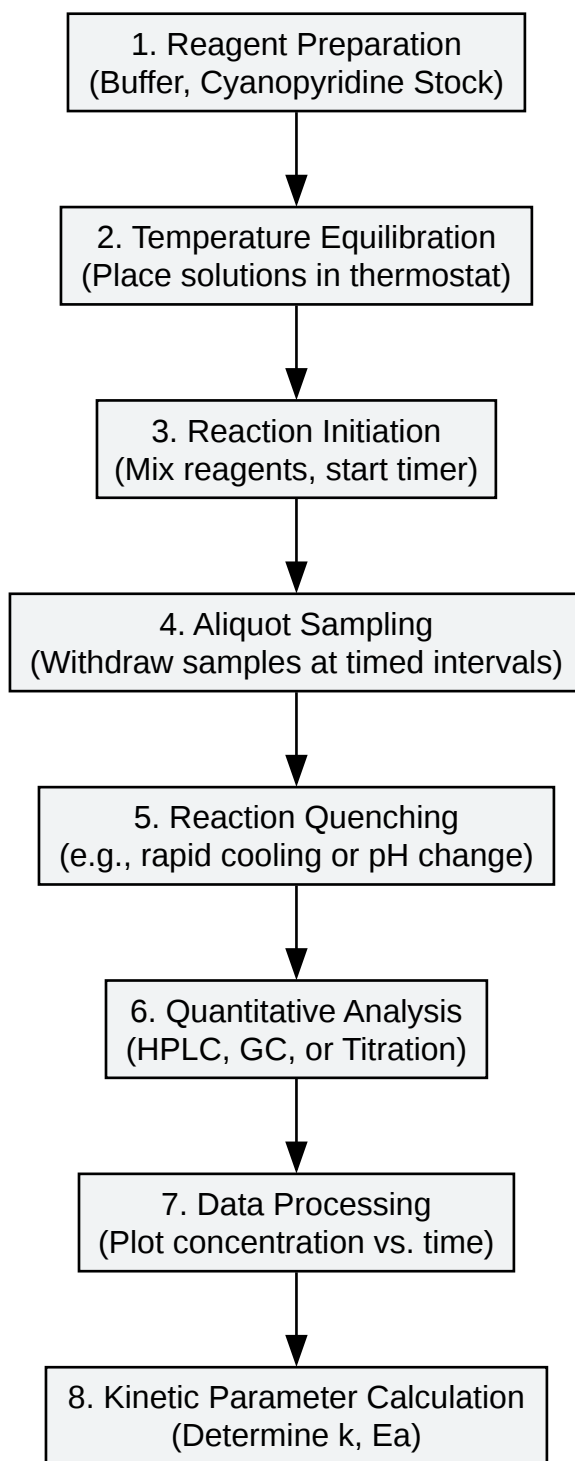 1. Reagent Preparation
(Buffer, Cyanopyridine Stock)
2. Temperature Equilibration
(Place solutions in thermostat)
3. Reaction Initiation
(Mix reagents, start timer)
4. Aliquot Sampling
(Withdraw samples at timed intervals)
5. Reaction Quenching
(e.g., rapid cooling or pH change)
6. Quantitative Analysis
(HPLC, GC, or Titration)
7. Data Processing
(Plot concentration vs. time)
8. Kinetic Parameter Calculation
(Determine k, Ea)